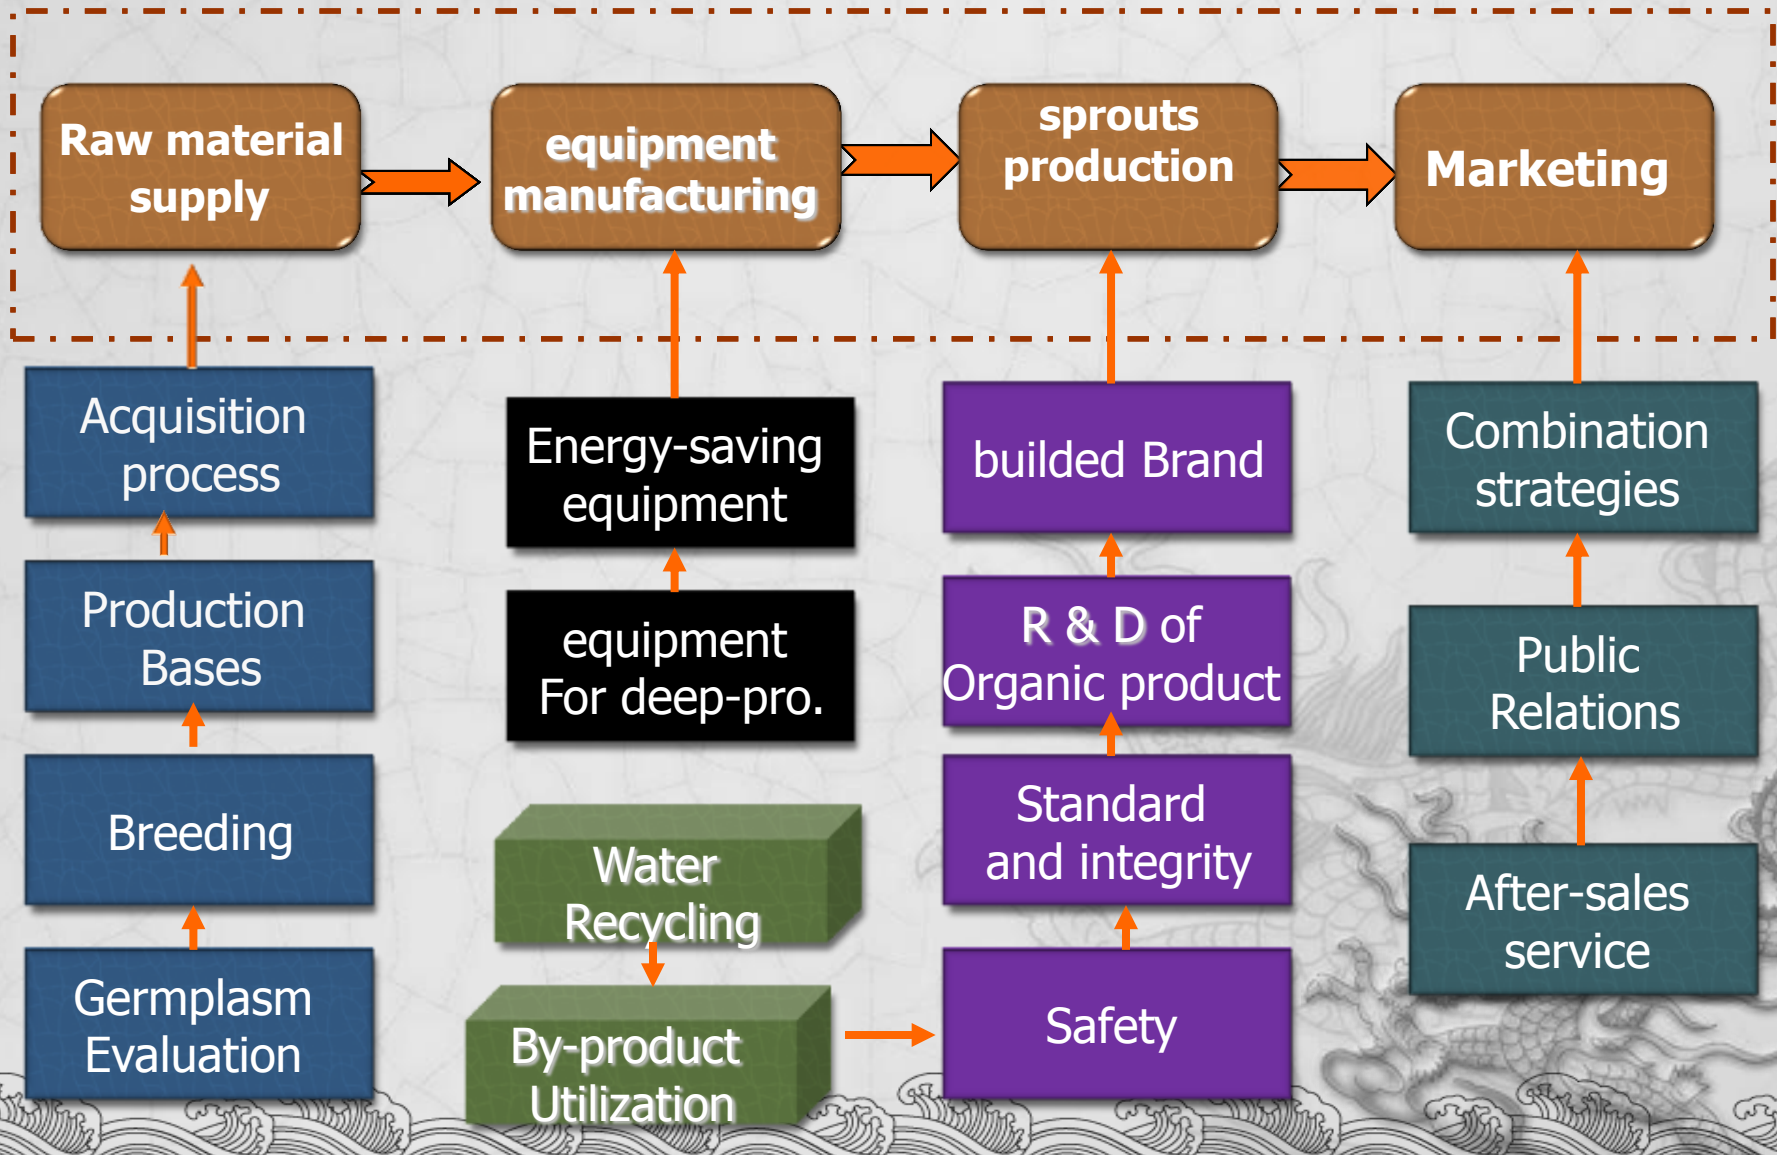 Raw material
supply
equipment
manufacturing
sprouts
production
Marketing
Acquisition
process
Production
Bases
Breeding
Germplasm
Evaluation
Energy-saving
equipment
equipment
For deep-pro.
Water
Recycling
By-product
Utilization
builded Brand
R & D of
Organic product
Standard
and integrity
Safety
Combination
strategies
Public
Relations
After-sales
service